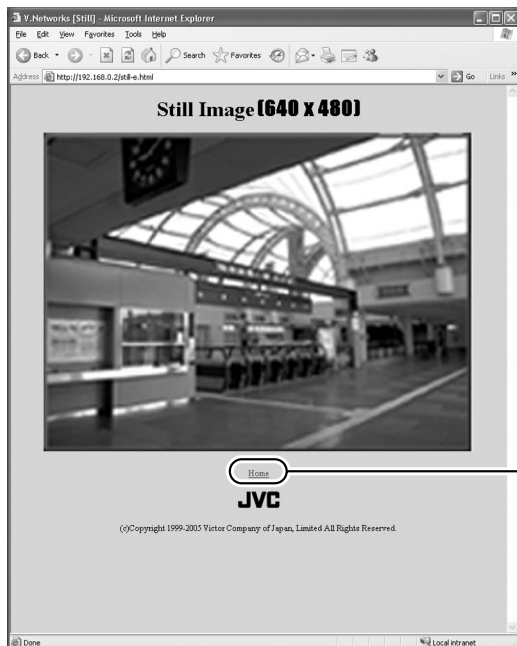 V.Networks [Still] - Microsoft Internet Explorer
File Edit View Favorites Tools Help
Back Search Favorites
Address http://192.168.0.2/still-e.html Go Links »
Still Image (640 X 480)
Home
JVC
(c)Copyright 1999-2005 Victor Company of Japan, Limited All Rights Reserved.
Done Local intranet